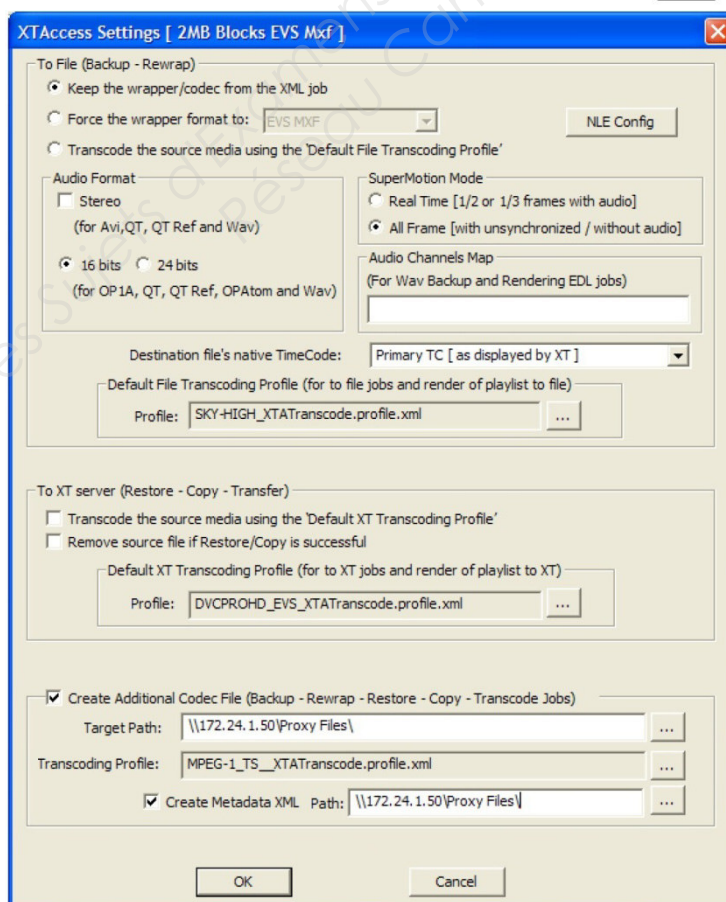 XTAccess Settings [ 2MB Blocks EVS Mxf ]
To File (Backup - Rewrap)
Keep the wrapper/codec from the XML job
Force the wrapper format to: EVS MXF NLE Config
Transcode the source media using the 'Default File Transcoding Profile'
Audio Format
Stereo
(for Avi,QT, QT Ref and Wav)
16 bits 24 bits
(for OP1A, QT, QT Ref, OPAtom and Wav)
SuperMotion Mode
Real Time [1/2 or 1/3 frames with audio]
All Frame [with unsynchronized / without audio]
Audio Channels Map
(For Wav Backup and Rendering EDL jobs)
Destination file's native TimeCode: Primary TC [ as displayed by XT ]
Default File Transcoding Profile (for to file jobs and render of playlist to file)
Profile: SKY-HIGH_XTATranscode.profile.xml ...
To XT server (Restore - Copy - Transfer)
Transcode the source media using the 'Default XT Transcoding Profile'
Remove source file if Restore/Copy is successful
Default XT Transcoding Profile (for to XT jobs and render of playlist to XT)
Profile: DVCPROHD_EVS_XTATranscode.profile.xml ...
Create Additional Codec File (Backup - Rewrap - Restore - Copy - Transcode Jobs)
Target Path: \\172.24.1.50\Proxy Files\ ...
Transcoding Profile: MPEG-1_TS__XTATranscode.profile.xml ...
Create Metadata XML Path: \\172.24.1.50\Proxy Files\ ...
OK Cancel
es Sujets d'Examens
Réseau Can